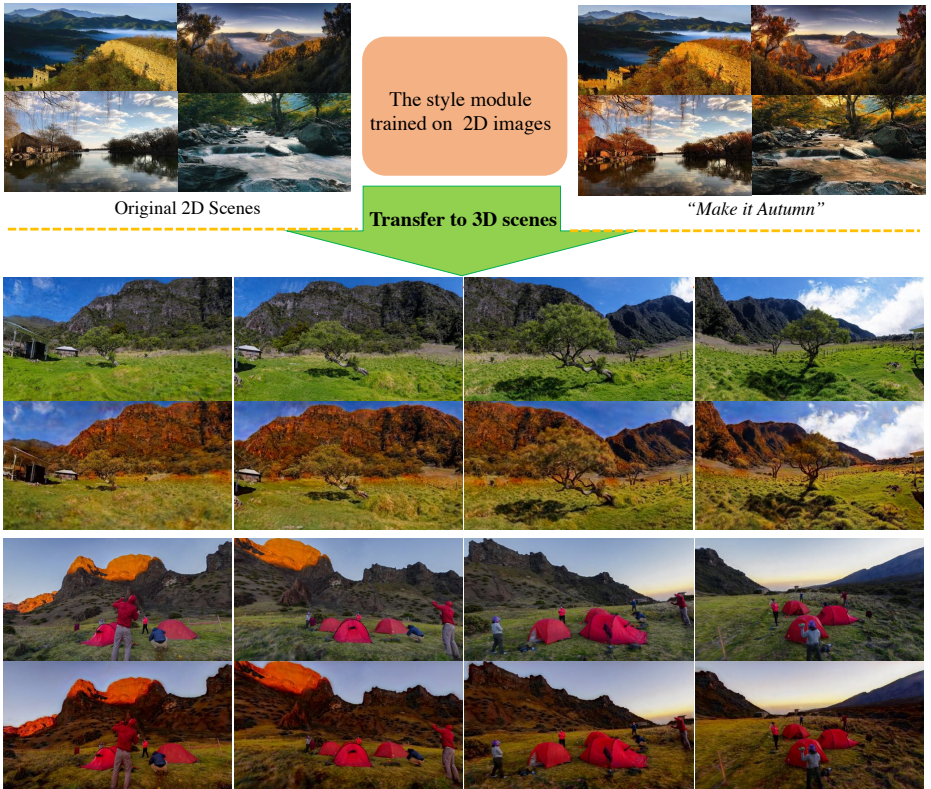 The style module
trained on 2D images
Original 2D Scenes
“Make it Autumn”
Transfer to 3D scenes